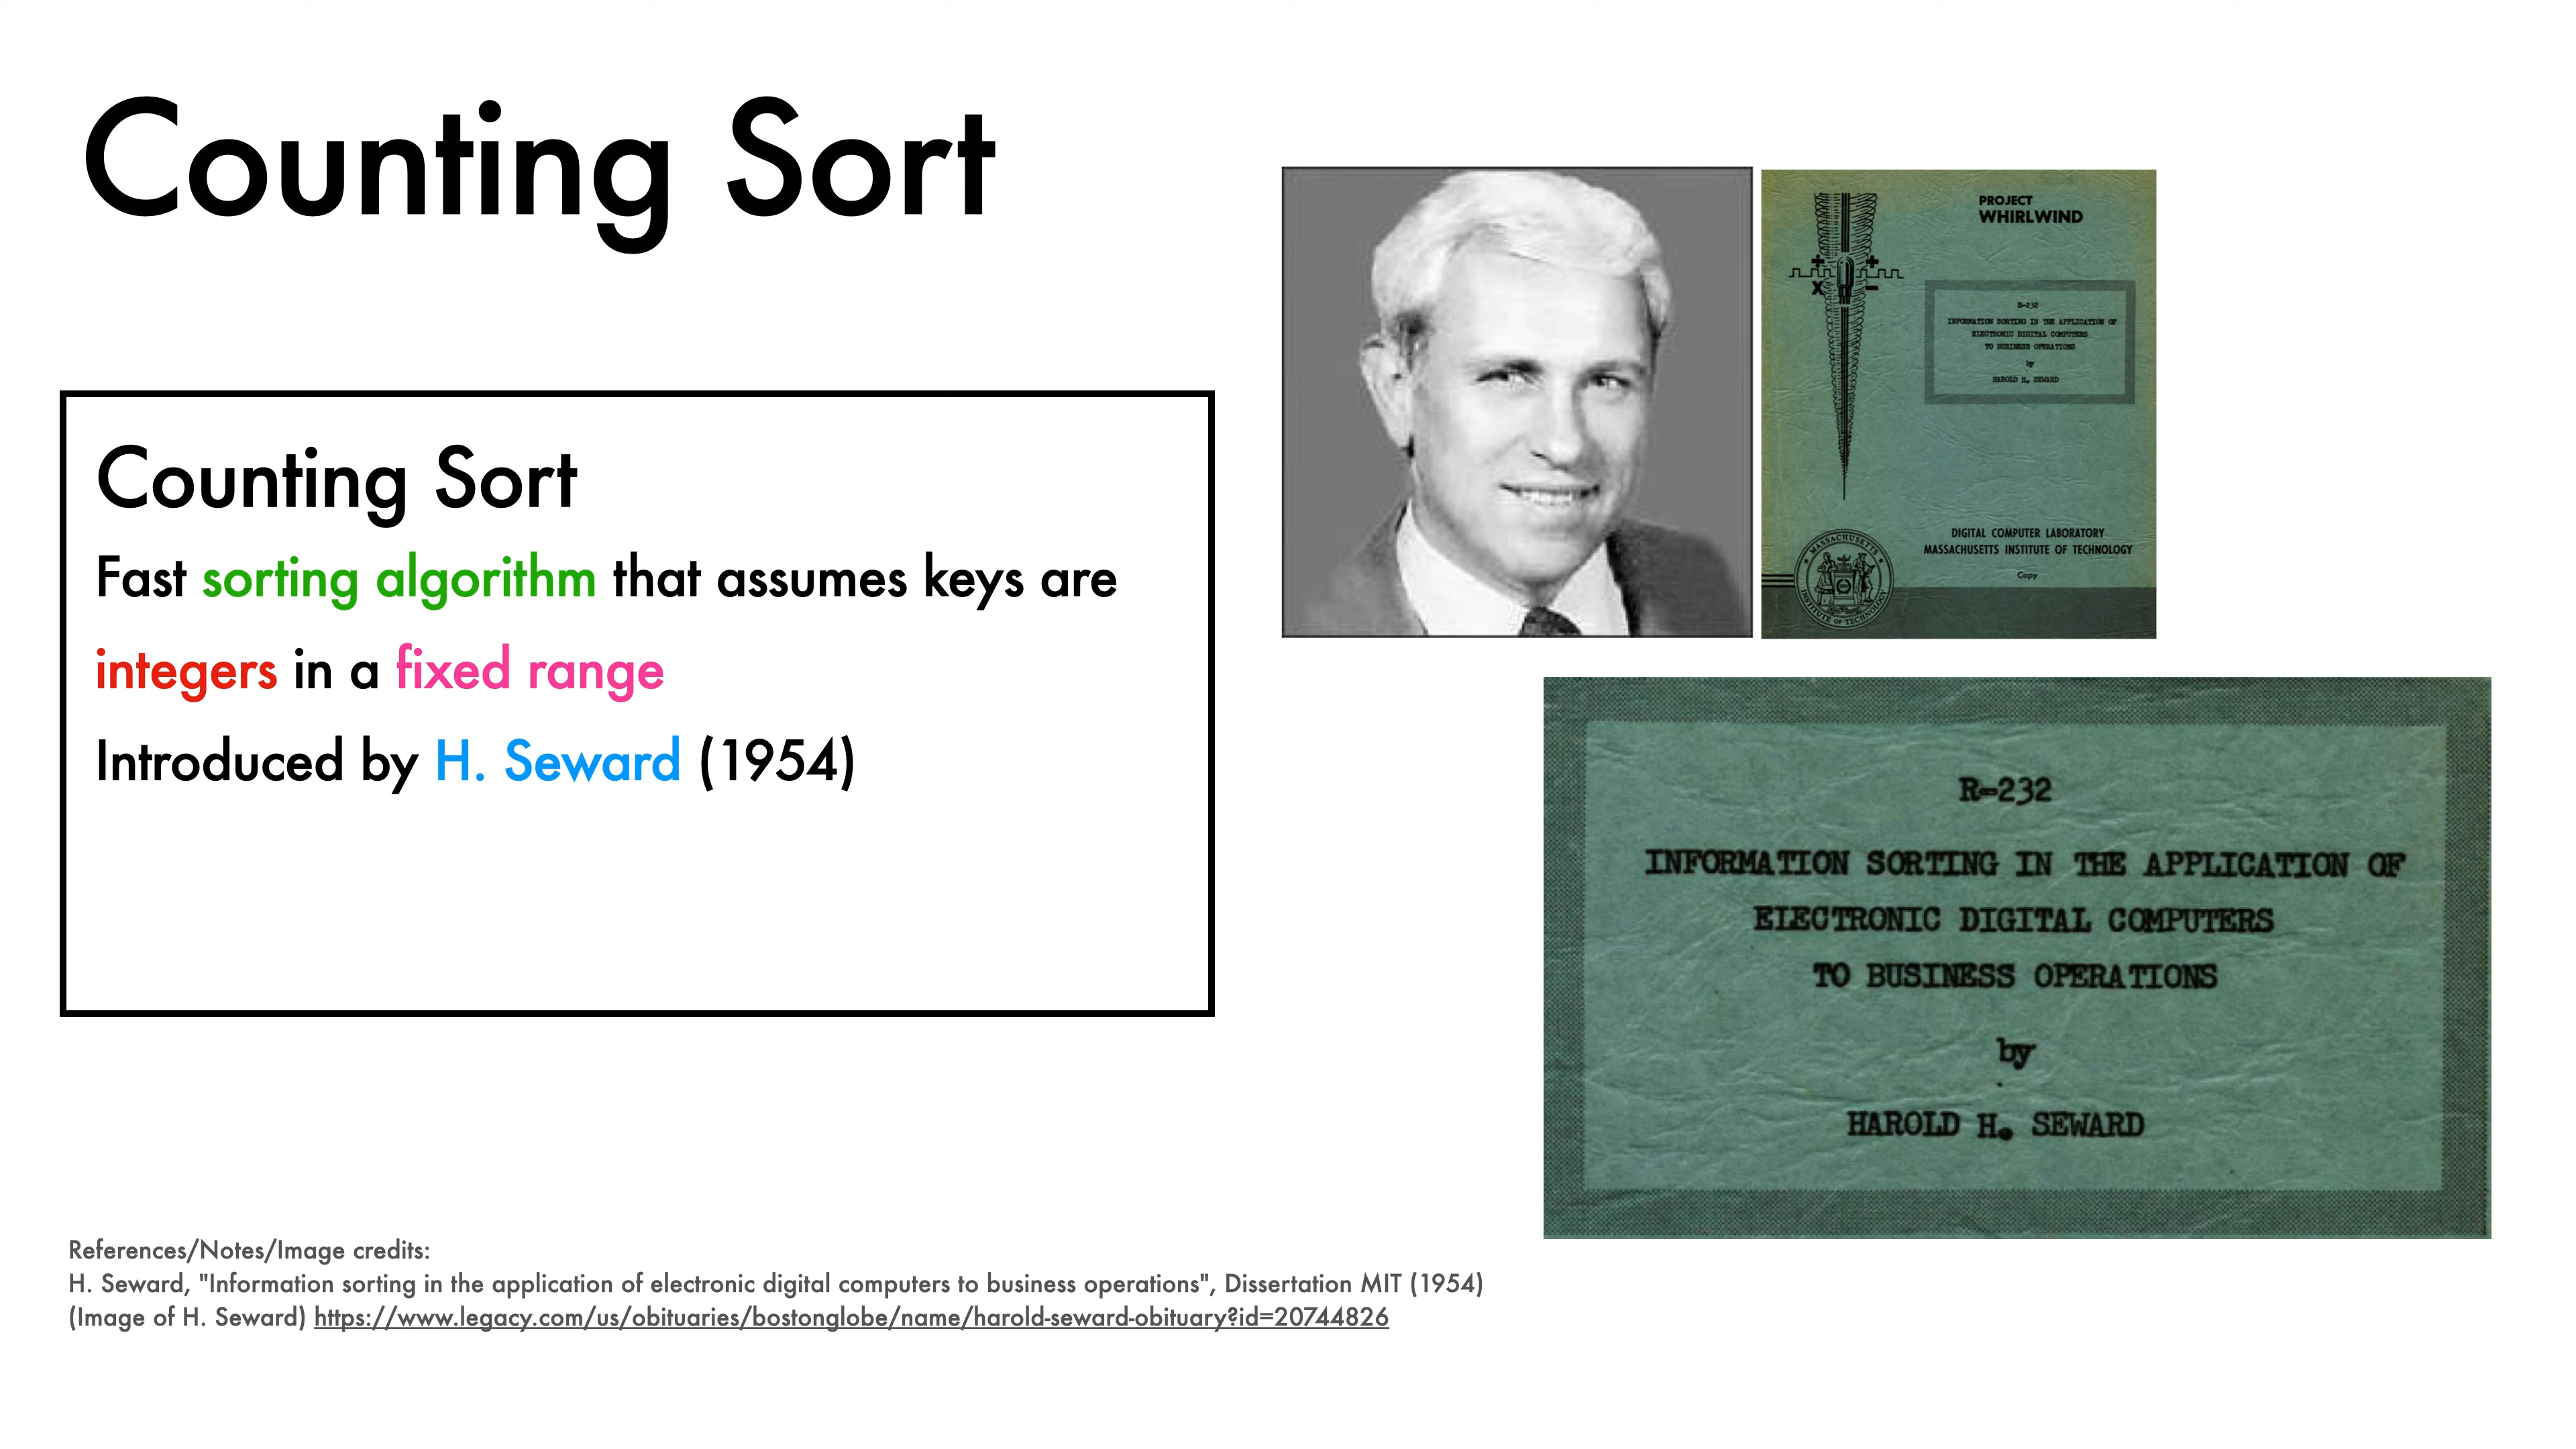 Counting Sort
Counting Sort
Fast sorting algorithm that assumes keys are
integers in a fixed range
Introduced by H. Seward (1954)
PROJECT
WHIRLWIND
R-232
INFORMATION SORTING IN THE APPLICATION OF
ELECTRONIC DIGITAL COMPUTERS
TO BUSINESS OPERATIONS
by
HAROLD H. SEWARD
DIGITAL COMPUTER LABORATORY
MASSACHUSETTS INSTITUTE OF TECHNOLOGY
Copy
MASSACHUSETTS
INSTITUTE OF TECHNOLOGY
R-232
INFORMATION SORTING IN THE APPLICATION OF
ELECTRONIC DIGITAL COMPUTERS
TO BUSINESS OPERATIONS
by
HAROLD H. SEWARD
References/Notes/Image credits:
H. Seward, "Information sorting in the application of electronic digital computers to business operations", Dissertation MIT (1954)
(Image of H. Seward) https://www.legacy.com/us/obituaries/bostonglobe/name/harold-seward-obituary?id=20744826